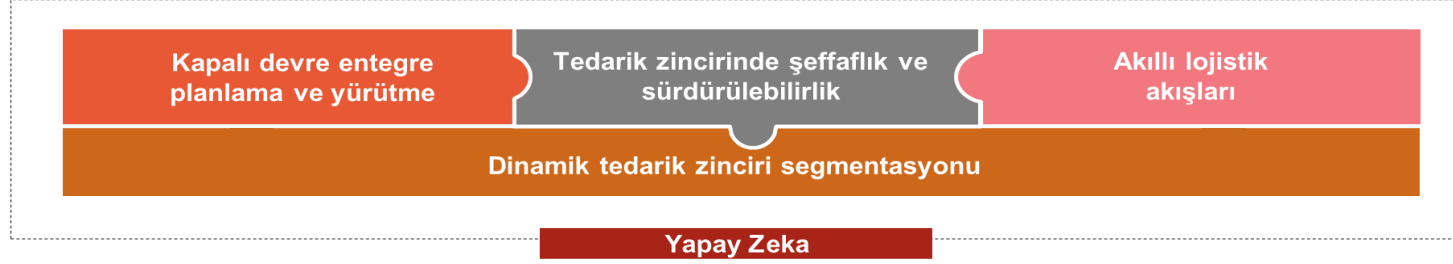 Kapalı devre entegre
planlama ve yürütme
Tedarik zincirinde şeffaflık ve
sürdürülebilirlik
Akıllı lojistik
akışları
Dinamik tedarik zinciri segmentasyonu
Yapay Zeka